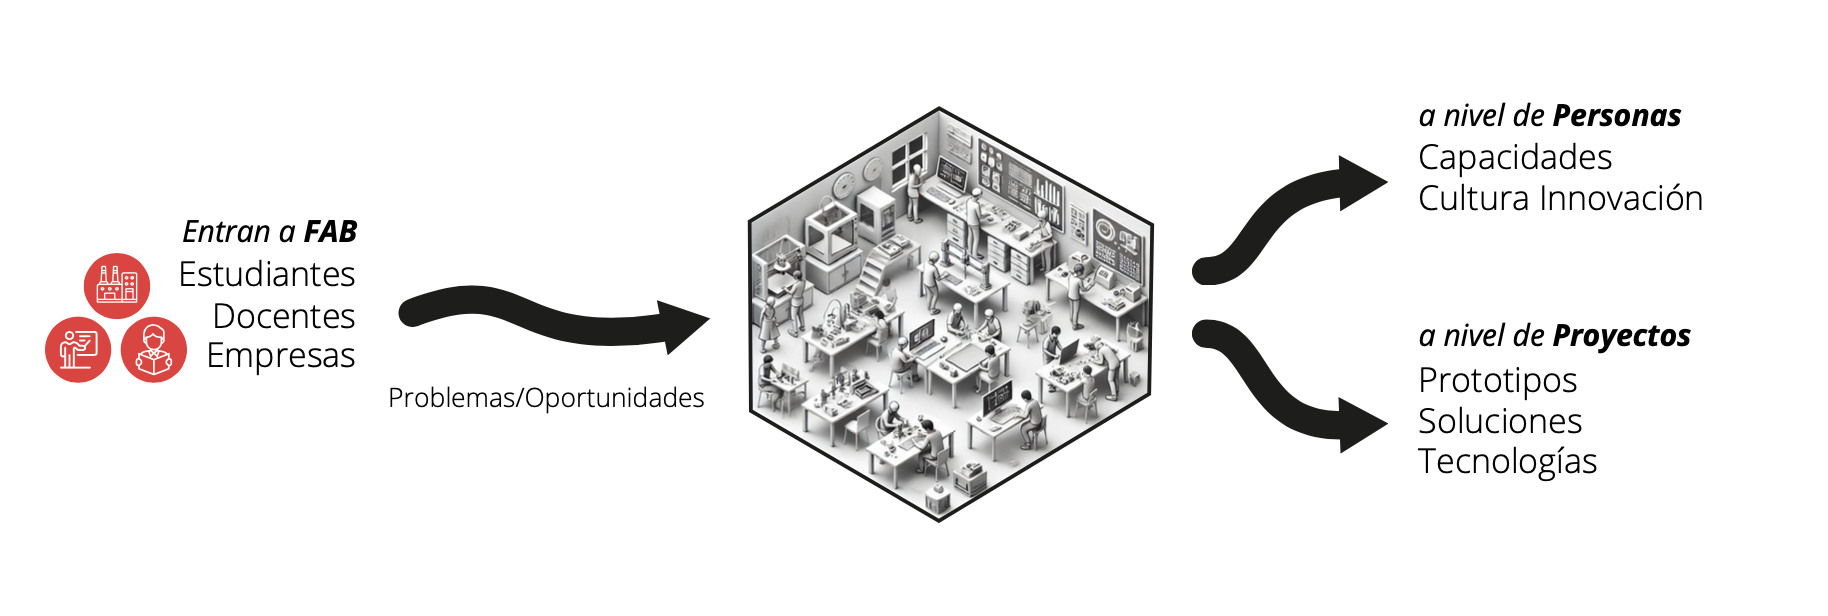 Entran a FAB
Estudiantes
Docentes
Empresas
Problemas/Oportunidades
a nivel de Personas
Capacidades
Cultura Innovación
a nivel de Proyectos
Prototipos
Soluciones
Tecnologías